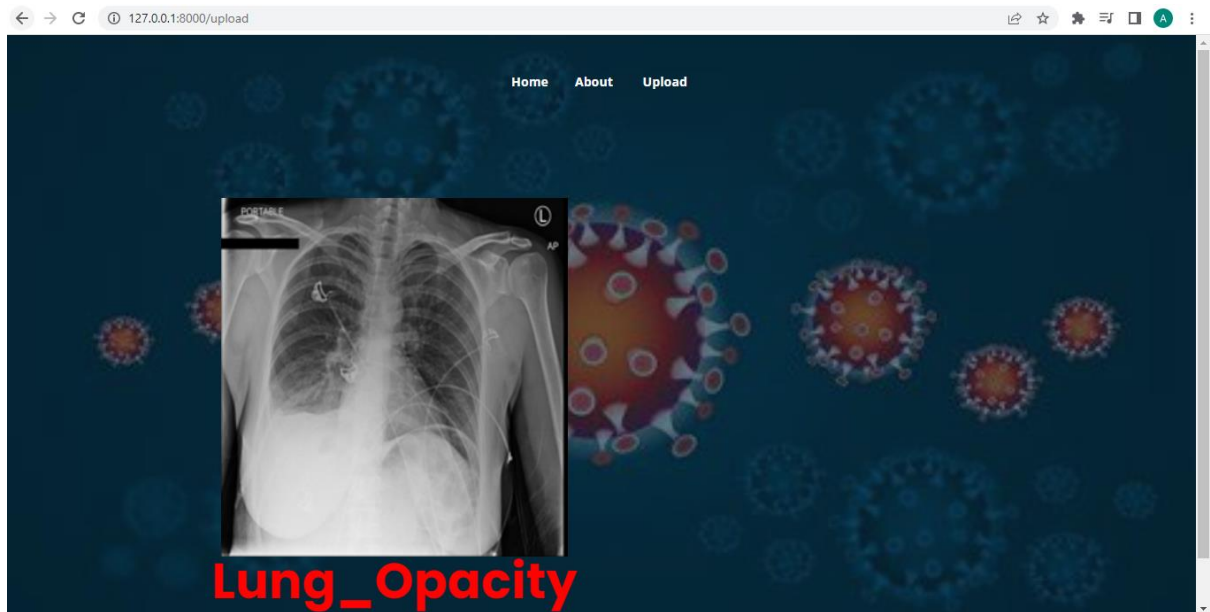 127.0.0.1:8000/upload
A
Home About Upload
PORTABLE
L
AP
Lung_Opacity